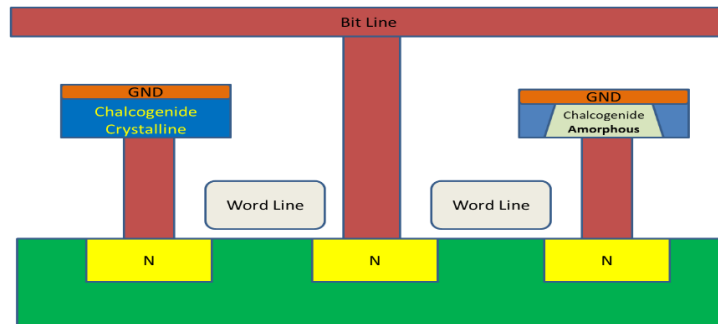 Bit Line
GND
Chalcogenide
Crystalline
GND
Chalcogenide
Amorphous
Word Line
Word Line
N
N
N